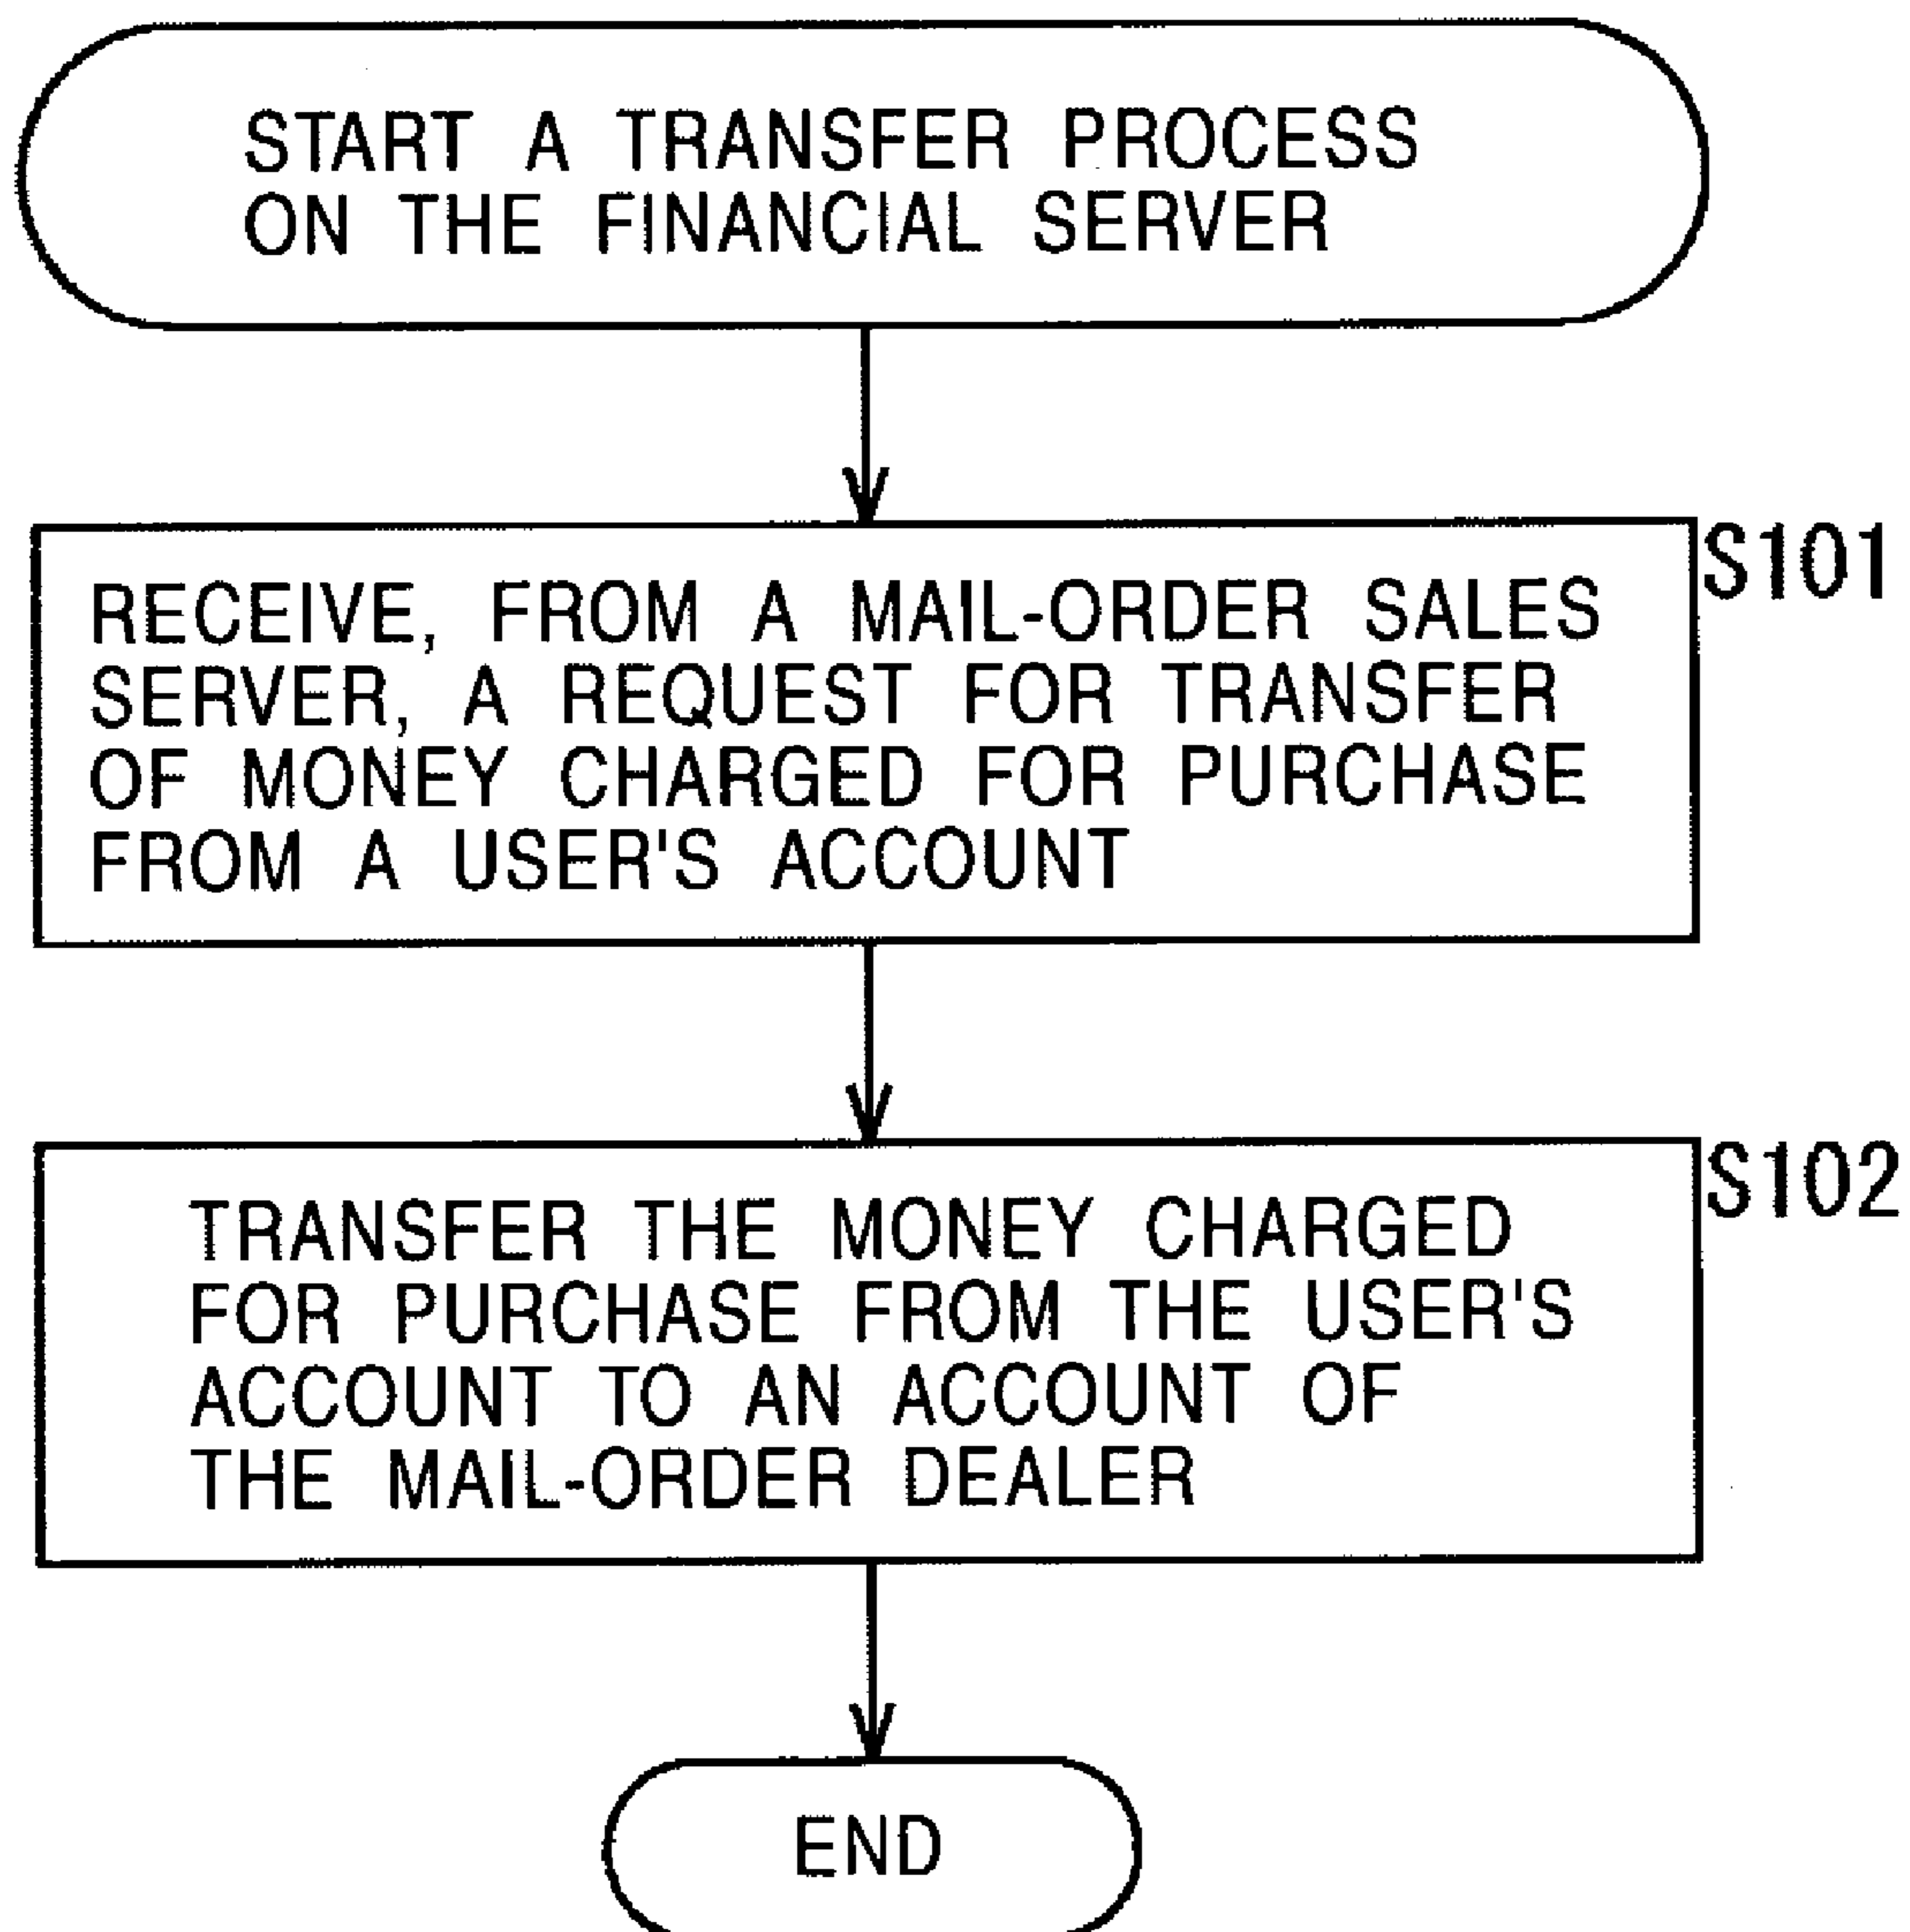 START A TRANSFER PROCESS
ON THE FINANCIAL SERVER
S101
RECEIVE, FROM A MAIL-ORDER SALES
SERVER, A REQUEST FOR TRANSFER
OF MONEY CHARGED FOR PURCHASE
FROM A USER'S ACCOUNT
S102
TRANSFER THE MONEY CHARGED
FOR PURCHASE FROM THE USER'S
ACCOUNT TO AN ACCOUNT OF
THE MAIL-ORDER DEALER
END